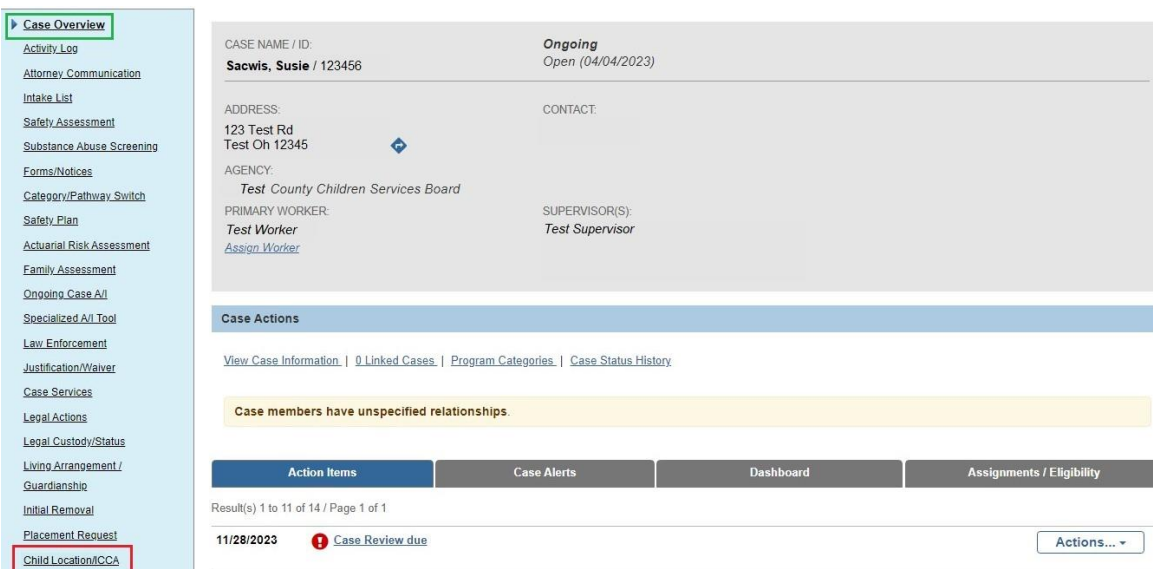 Case Overview
Activity Log
Attorney Communication
Intake List
Safety Assessment
Substance Abuse Screening
Forms/Notices
Category/Pathway Switch
Safety Plan
Actuarial Risk Assessment
Family Assessment
Ongoing Case A/I
Specialized A/I Tool
Law Enforcement
Justification/Waiver
Case Services
Legal Actions
Legal Custody/Status
Living Arrangement /
Guardianship
Initial Removal
Placement Request
Child Location/ICCA
CASE NAME / ID:
Sacwis, Susie / 123456
Ongoing
Open (04/04/2023)
ADDRESS:
123 Test Rd
Test Oh 12345
CONTACT:
AGENCY:
Test County Children Services Board
PRIMARY WORKER:
Test Worker
Assign Worker
SUPERVISOR(S):
Test Supervisor
Case Actions
View Case Information | 0 Linked Cases | Program Categories | Case Status History
Case members have unspecified relationships.
Action Items Case Alerts Dashboard Assignments / Eligibility
Result(s) 1 to 11 of 14 / Page 1 of 1
11/28/2023 Case Review due Actions...